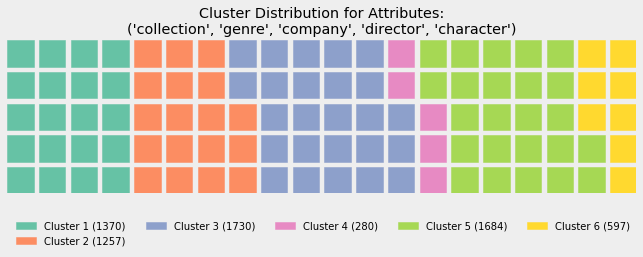 Cluster Distribution for Attributes:
('collection', 'genre', 'company', 'director', 'character')
Cluster 1 (1370)
Cluster 3 (1730)
Cluster 4 (280)
Cluster 5 (1684)
Cluster 6 (597)
Cluster 2 (1257)